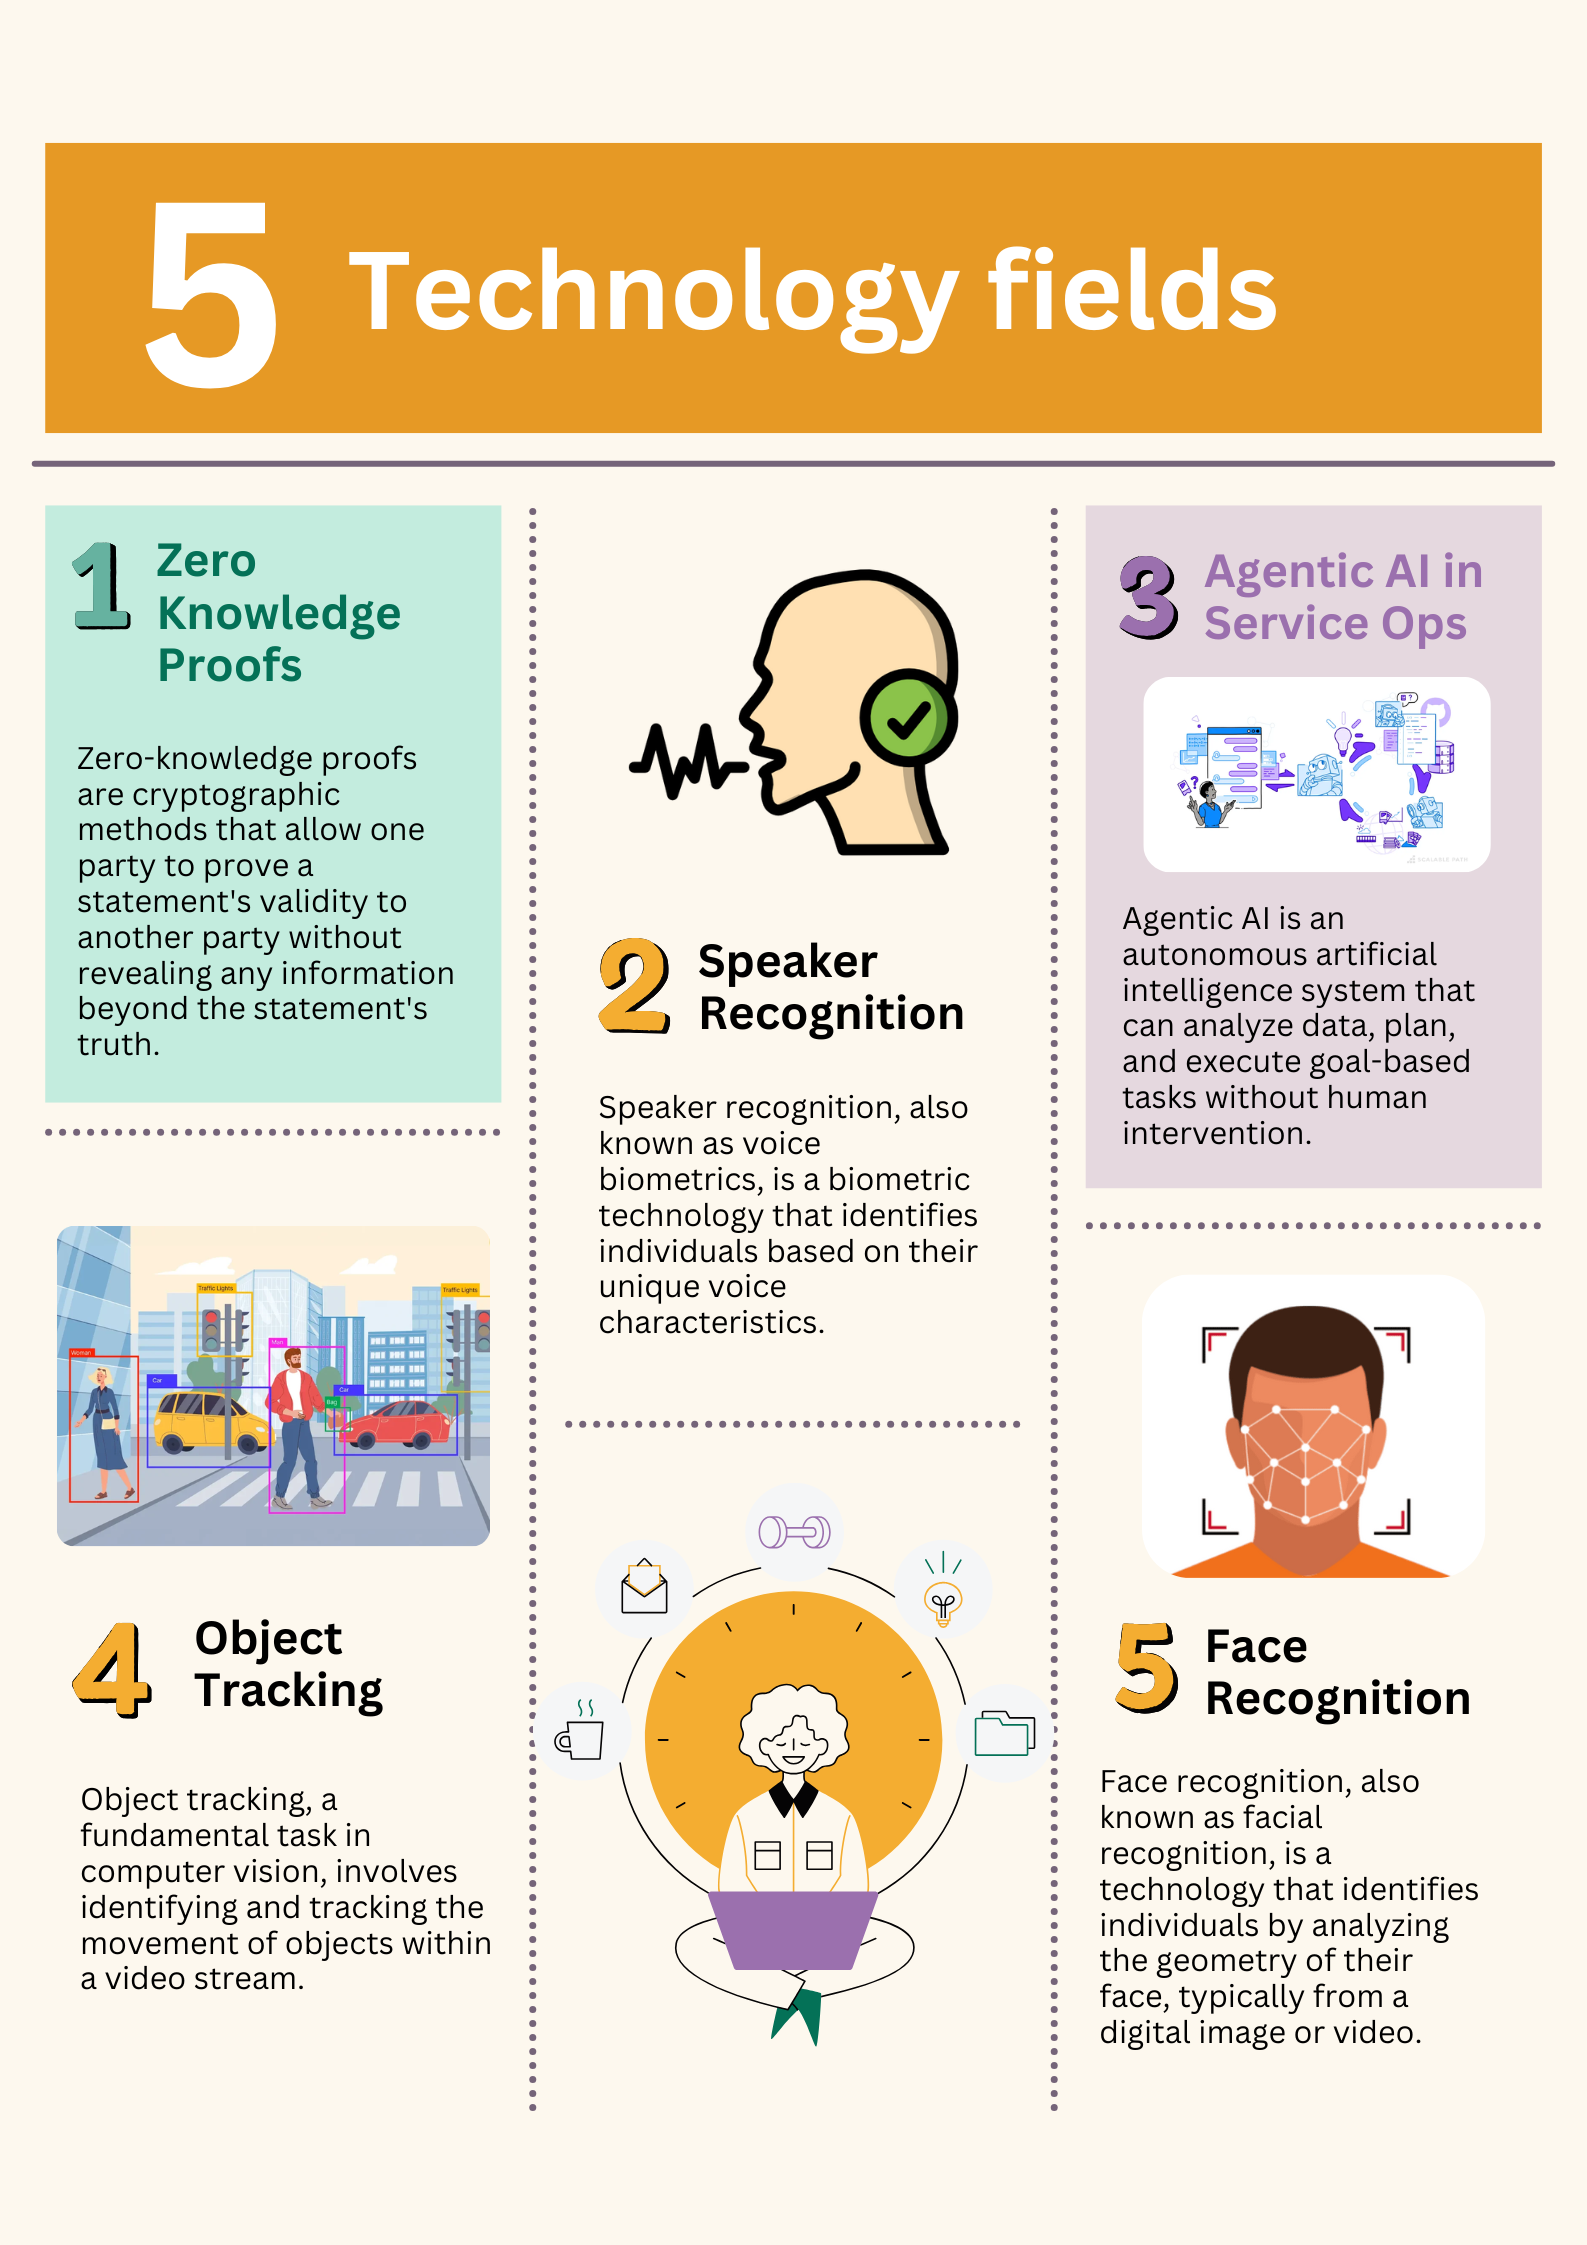 5
Technology fields
1
Zero
Knowledge
Proofs
Zero-knowledge proofs
are cryptographic
methods that allow one
party to prove a
statement's validity to
another party without
revealing any information
beyond the statement's
truth.
2
Speaker
Recognition
Speaker recognition, also
known as voice
biometrics, is a biometric
technology that identifies
individuals based on their
unique voice
characteristics.
3
Agentic AI in
Service Ops
SCALABLE PATH
Agentic AI is an
autonomous artificial
intelligence system that
can analyze data, plan,
and execute goal-based
tasks without human
intervention.
Traffic Lights
Traffic Lights
Woman
Man
Car
Car
Bag
4
Object
Tracking
Object tracking, a
fundamental task in
computer vision, involves
identifying and tracking the
movement of objects within
a video stream.
5
Face
Recognition
Face recognition, also
known as facial
recognition, is a
technology that identifies
individuals by analyzing
the geometry of their
face, typically from a
digital image or video.